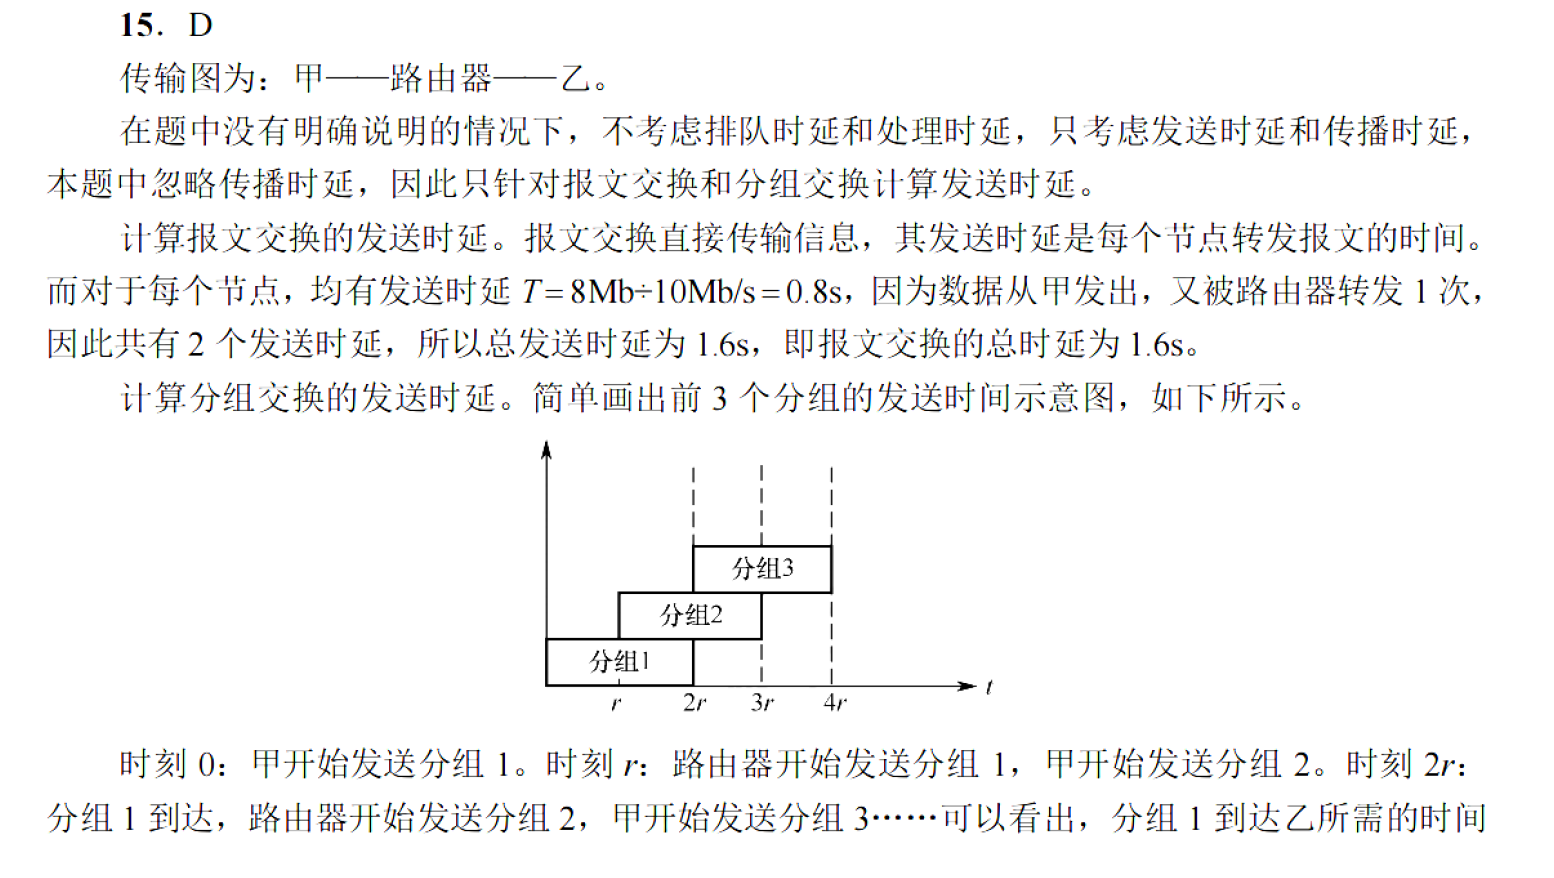 15. D
传输图为：甲——路由器——乙。
在题中没有明确说明的情况下，不考虑排队时延和处理时延，只考虑发送时延和传播时延，
本题中忽略传播时延，因此只针对报文交换和分组交换计算发送时延。
计算报文交换的发送时延。报文交换直接传输信息，其发送时延是每个节点转发报文的时间。
而对于每个节点，均有发送时延 T=8Mb÷10Mb/s=0.8s，因为数据从甲发出，又被路由器转发 1 次，
因此共有 2 个发送时延，所以总发送时延为 1.6s，即报文交换的总时延为 1.6s。
计算分组交换的发送时延。简单画出前 3 个分组的发送时间示意图，如下所示。
分组3
分组2
分组1
r 2r 3r 4r t
时刻 0：甲开始发送分组 1。时刻 r：路由器开始发送分组 1，甲开始发送分组 2。时刻 2r：
分组 1 到达，路由器开始发送分组 2，甲开始发送分组 3……可以看出，分组 1 到达乙所需的时间